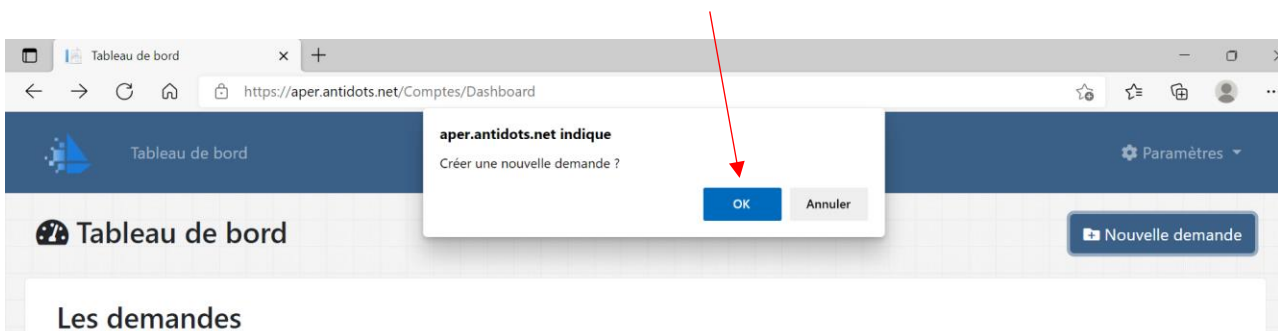 Tableau de bord
https://aper.antidots.net/Comptes/Dashboard
aper.antidots.net indique
Créer une nouvelle demande ?
OK Annuler
Tableau de bord
Paramètres
Tableau de bord
Nouvelle demande
Les demandes